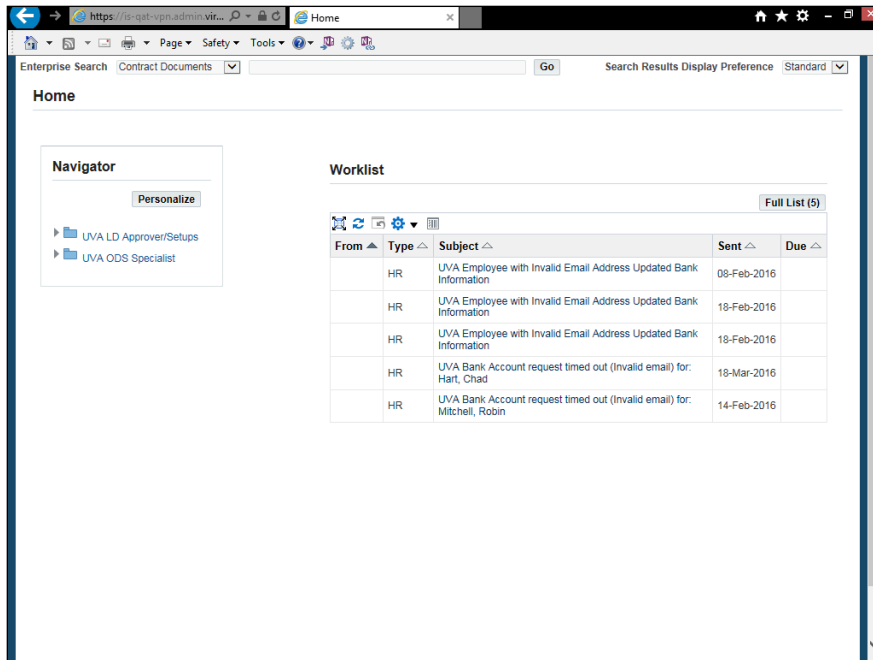 https://is-qat-vpn.admin.vir... Home
Page Safety Tools
Enterprise Search Contract Documents Go Search Results Display Preference Standard
Home
Navigator
Personalize
UVA LD Approver/Setups
UVA ODS Specialist
Worklist
Full List (5)
From Type Subject Sent Due
HR UVA Employee with Invalid Email Address Updated Bank
Information 08-Feb-2016
HR UVA Employee with Invalid Email Address Updated Bank
Information 18-Feb-2016
HR UVA Employee with Invalid Email Address Updated Bank
Information 18-Feb-2016
HR UVA Bank Account request timed out (Invalid email) for:
Hart, Chad 18-Mar-2016
HR UVA Bank Account request timed out (Invalid email) for:
Mitchell, Robin 14-Feb-2016